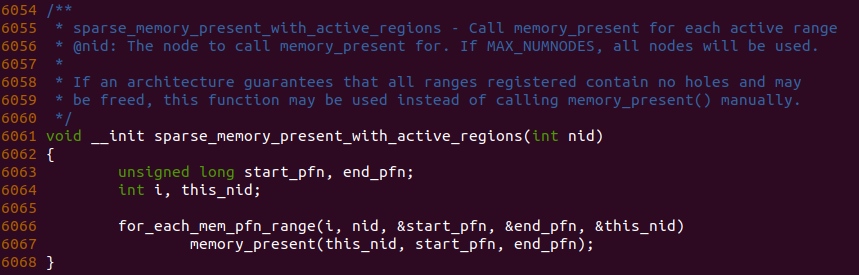 6054 /**
6055  * sparse_memory_present_with_active_regions - Call memory_present for each active range
6056  * @nid: The node to call memory_present for. If MAX_NUMNODES, all nodes will be used.
6057  *
6058  * If an architecture guarantees that all ranges registered contain no holes and may
6059  * be freed, this function may be used instead of calling memory_present() manually.
6060  */
6061 void __init sparse_memory_present_with_active_regions(int nid)
6062 {
6063         unsigned long start_pfn, end_pfn;
6064         int i, this_nid;
6065
6066         for_each_mem_pfn_range(i, nid, &start_pfn, &end_pfn, &this_nid)
6067                 memory_present(this_nid, start_pfn, end_pfn);
6068 }